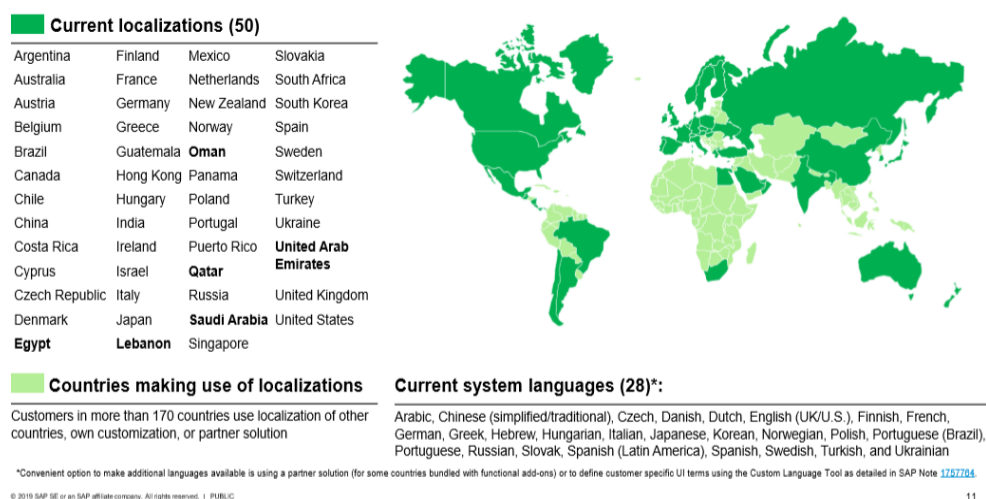 Current localizations (50)
Argentina Finland Mexico Slovakia
Australia France Netherlands South Africa
Austria Germany New Zealand South Korea
Belgium Greece Norway Spain
Brazil Guatemala Oman Sweden
Canada Hong Kong Panama Switzerland
Chile Hungary Poland Turkey
China India Portugal Ukraine
Costa Rica Ireland Puerto Rico United Arab
Emirates
Cyprus Israel Qatar
Czech Republic Italy Russia United Kingdom
Denmark Japan Saudi Arabia United States
Egypt Lebanon Singapore
Countries making use of localizations
Customers in more than 170 countries use localization of other
countries, own customization, or partner solution
Current system languages (28)*:
Arabic, Chinese (simplified/traditional), Czech, Danish, Dutch, English (UK/U.S.), Finnish, French,
German, Greek, Hebrew, Hungarian, Italian, Japanese, Korean, Norwegian, Polish, Portuguese (Brazil),
Portuguese, Russian, Slovak, Spanish (Latin America), Spanish, Swedish, Turkish, and Ukrainian
*Convenient option to make additional languages available is using a partner solution (for some countries bundled with functional add-ons) or to define customer specific UI terms using the Custom Language Tool as detailed in SAP Note 1757764.
© 2019 SAP SE or an SAP affiliate company. All rights reserved. | PUBLIC
11